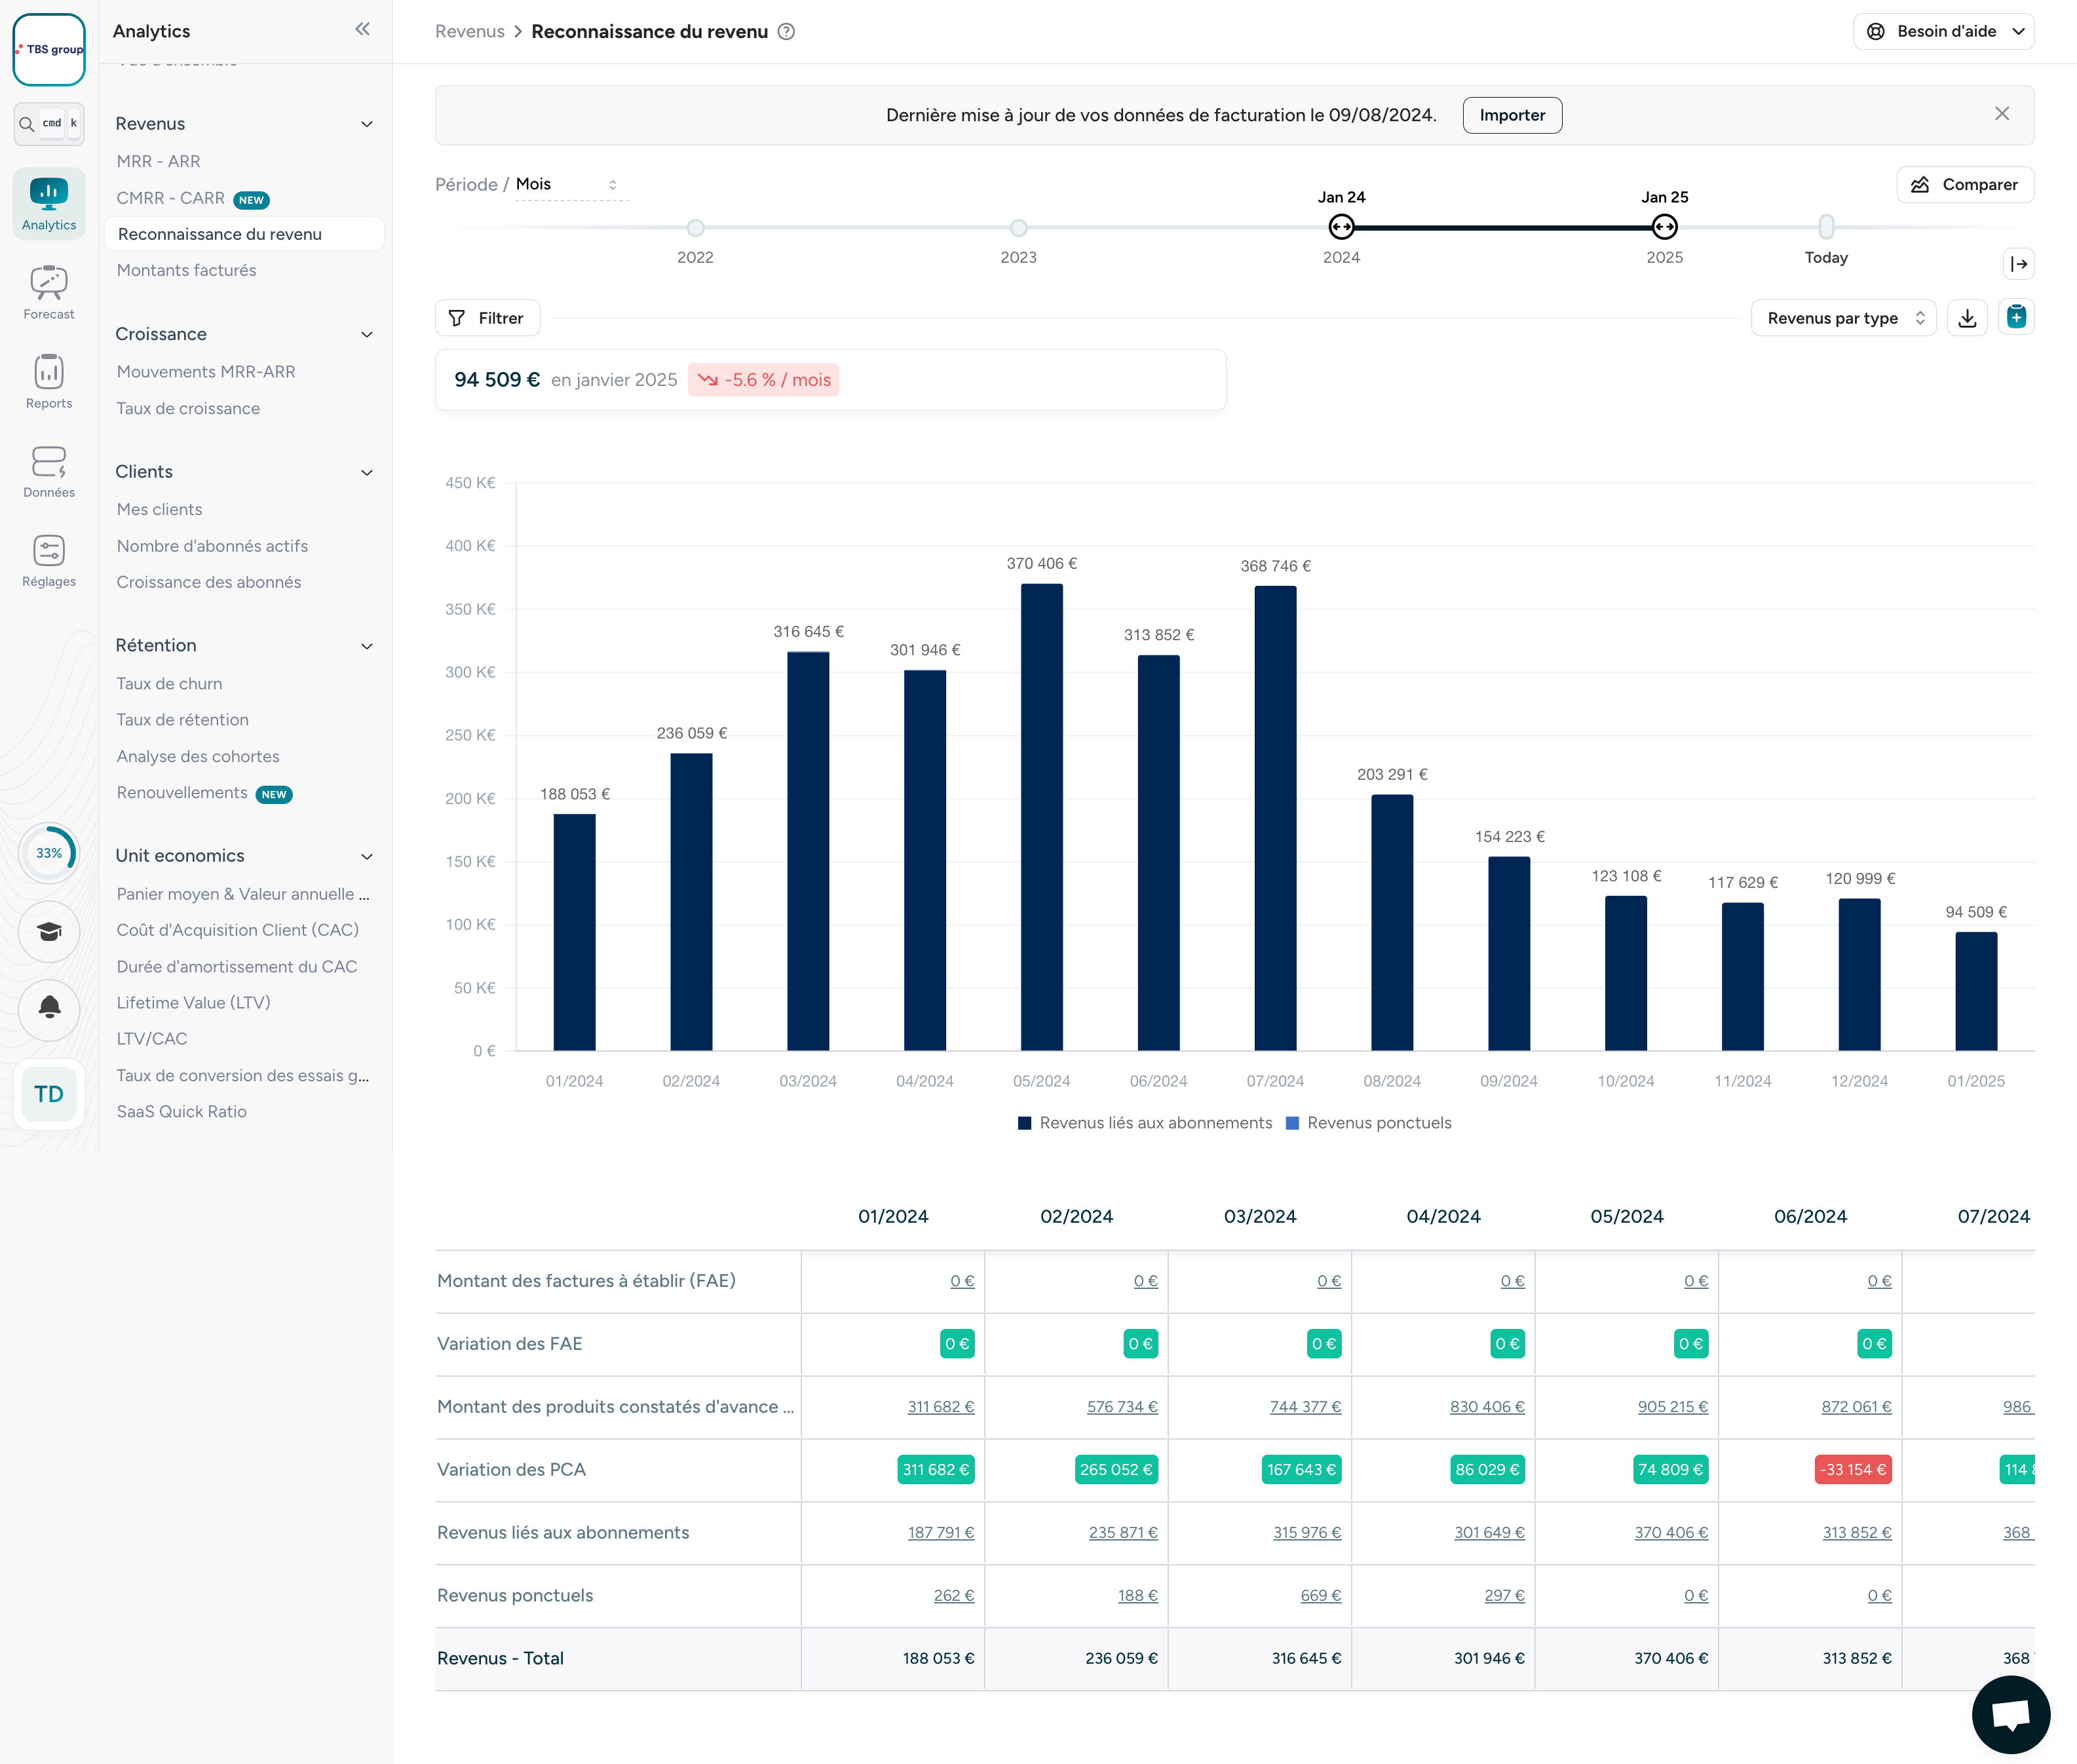 TBS group
cmd k
Analytics
Forecast
Reports
Données
Réglages
33%
TD
Analytics
Vue d'ensemble
Revenus
MRR - ARR
CMRR - CARR NEW
Reconnaissance du revenu
Montants facturés
Croissance
Mouvements MRR-ARR
Taux de croissance
Clients
Mes clients
Nombre d'abonnés actifs
Croissance des abonnés
Rétention
Taux de churn
Taux de rétention
Analyse des cohortes
Renouvellements NEW
Unit economics
Panier moyen & Valeur annuelle ...
Coût d'Acquisition Client (CAC)
Durée d'amortissement du CAC
Lifetime Value (LTV)
LTV/CAC
Taux de conversion des essais g...
SaaS Quick Ratio
Revenus > Reconnaissance du revenu ?
Besoin d'aide
Dernière mise à jour de vos données de facturation le 09/08/2024. Importer
Période / Mois
Comparer
Jan 24 Jan 25
2022 2023 2024 2025 Today
Filtrer
Revenus par type
94 509 € en janvier 2025 -5.6 % / mois
450 K€
400 K€
350 K€
300 K€
250 K€
200 K€
150 K€
100 K€
50 K€
0 €
188 053 €
236 059 €
316 645 €
301 946 €
370 406 €
313 852 €
368 746 €
203 291 €
154 223 €
123 108 €
117 629 €
120 999 €
94 509 €
01/2024 02/2024 03/2024 04/2024 05/2024 06/2024 07/2024 08/2024 09/2024 10/2024 11/2024 12/2024 01/2025
Revenus liés aux abonnements Revenus ponctuels
01/2024 02/2024 03/2024 04/2024 05/2024 06/2024 07/2024
Montant des factures à établir (FAE) 0 € 0 € 0 € 0 € 0 € 0 €
Variation des FAE 0 € 0 € 0 € 0 € 0 € 0 €
Montant des produits constatés d'avance ... 311 682 € 576 734 € 744 377 € 830 406 € 905 215 € 872 061 € 986
Variation des PCA 311 682 € 265 052 € 167 643 € 86 029 € 74 809 € -33 154 € 114
Revenus liés aux abonnements 187 791 € 235 871 € 315 976 € 301 649 € 370 406 € 313 852 € 368
Revenus ponctuels 262 € 188 € 669 € 297 € 0 € 0 €
Revenus - Total 188 053 € 236 059 € 316 645 € 301 946 € 370 406 € 313 852 € 368